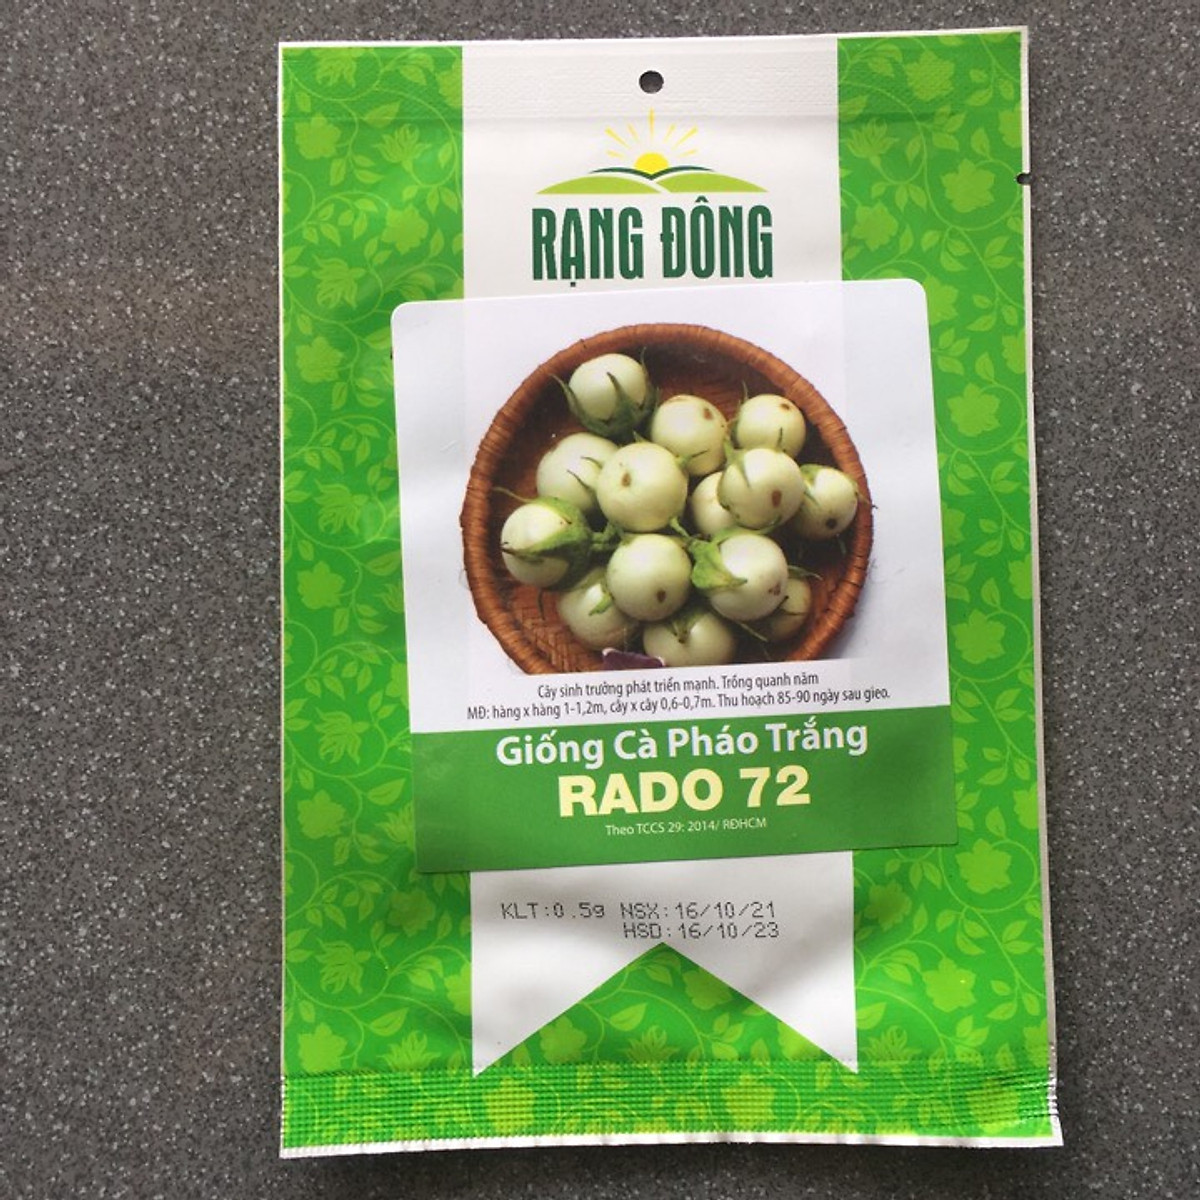 RẠNG ĐÔNG
Cây sinh trưởng phát triển mạnh. Trồng quanh năm
MĐ: hàng x hàng 1-1,2m, cây x cây 0,6-0,7m. Thu hoạch 85-90 ngày sau gieo.
Giống Cà Pháo Trắng
RADO 72
Theo TCCS 29: 2014/ RĐHCM
KLT:0.5g NSX:16/10/21
HSD:16/10/23